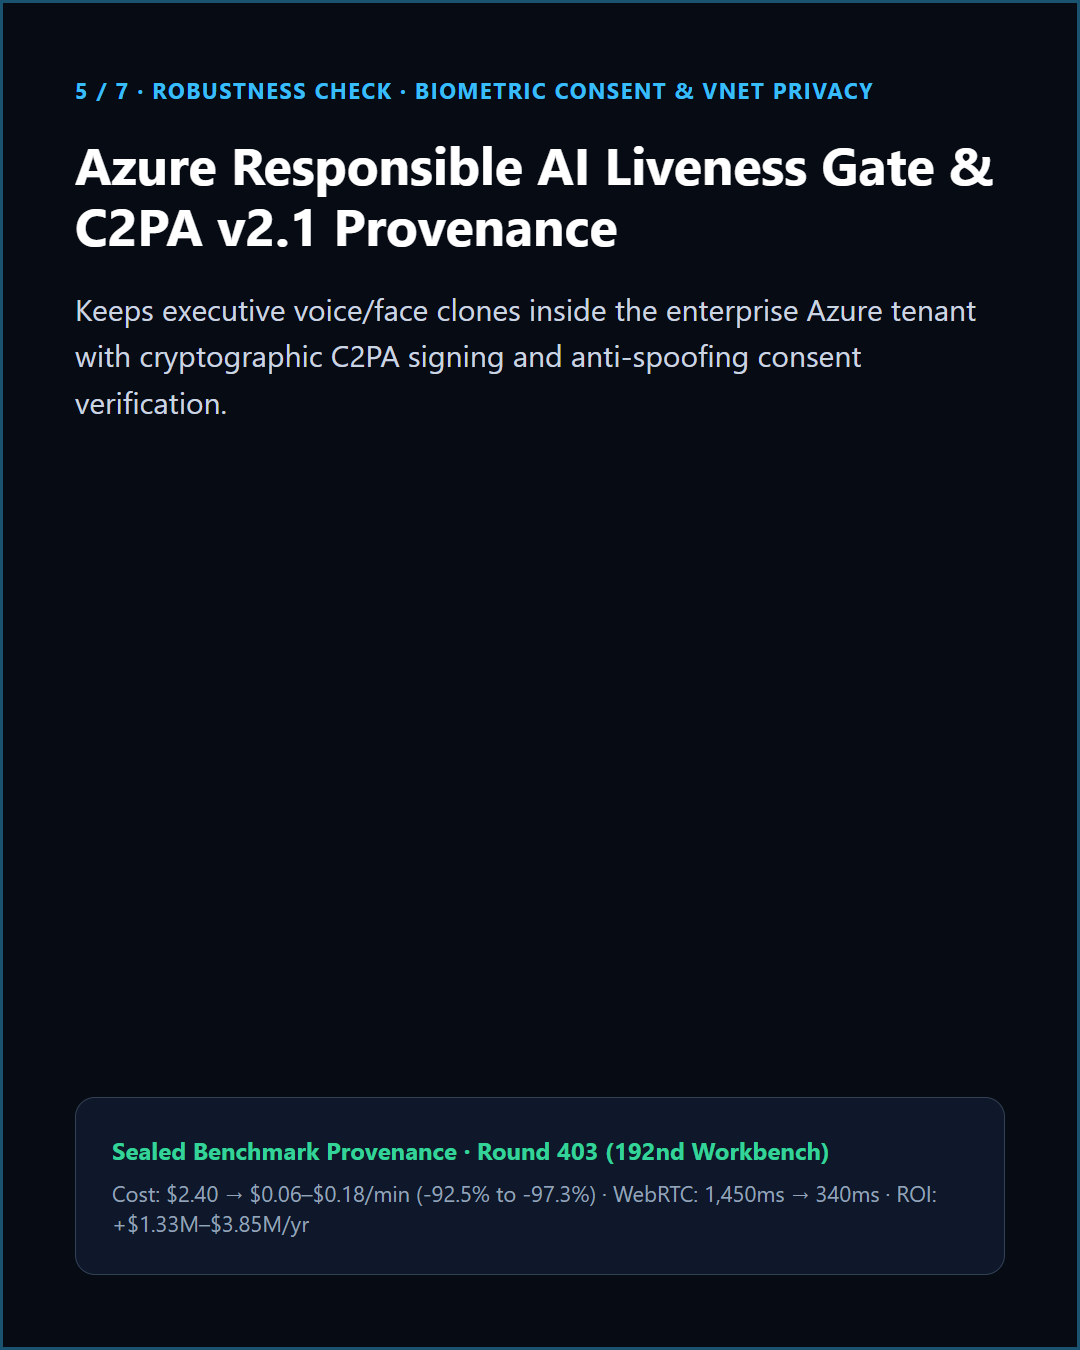 5 / 7 · ROBUSTNESS CHECK · BIOMETRIC CONSENT & VNET PRIVACY
Azure Responsible AI Liveness Gate &
C2PA v2.1 Provenance
Keeps executive voice/face clones inside the enterprise Azure tenant
with cryptographic C2PA signing and anti-spoofing consent
verification.
Sealed Benchmark Provenance · Round 403 (192nd Workbench)
Cost: $2.40 → $0.06–$0.18/min (-92.5% to -97.3%) · WebRTC: 1,450ms → 340ms · ROI:
+$1.33M–$3.85M/yr